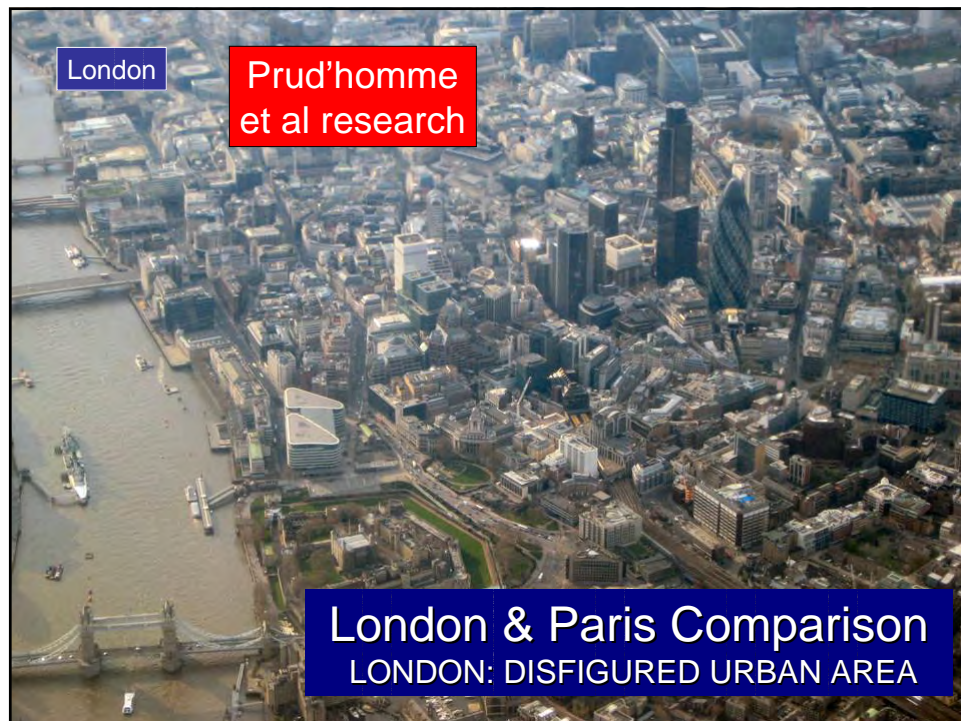 London
Prud'homme
et al research
London & Paris Comparison
LONDON: DISFIGURED URBAN AREA